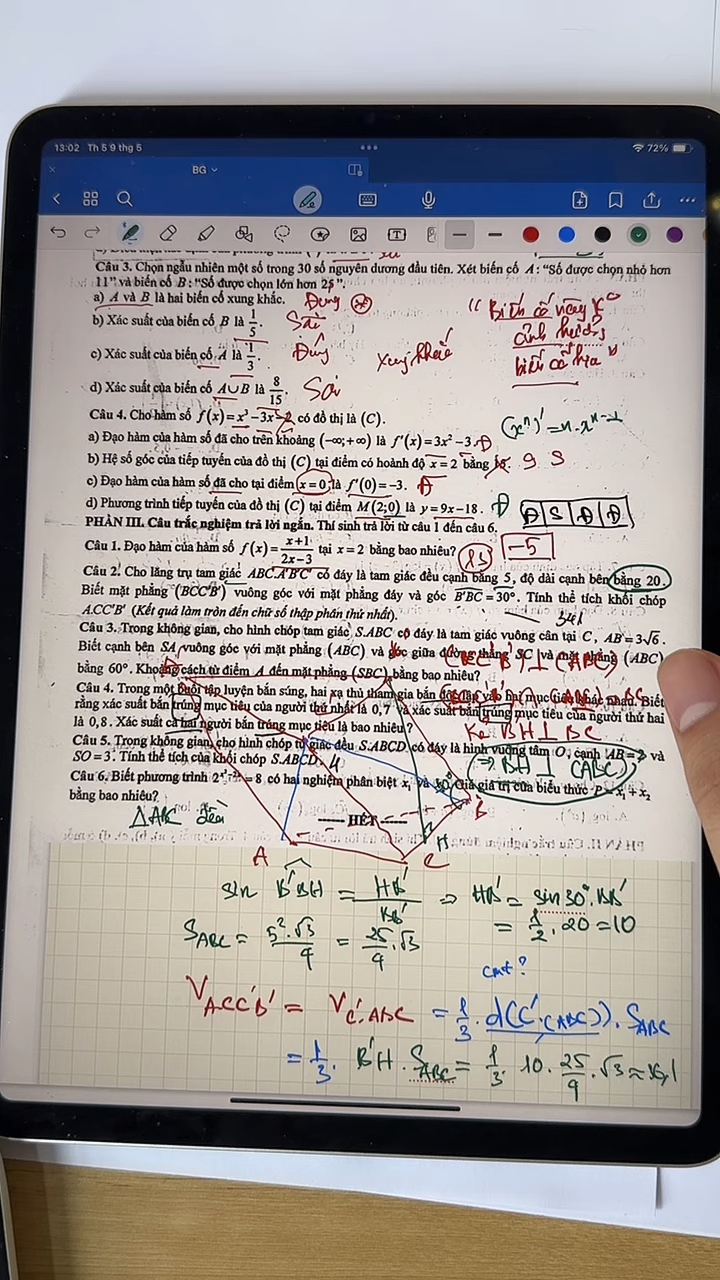 13:02 Th 5 9 thg 5
72%
BG
Câu 3. Chọn ngẫu nhiên một số trong 30 số nguyên dương đầu tiên. Xét biến cố A: “Số được chọn nhỏ hơn
11” và biến cố B: “Số được chọn lớn hơn 25”.
a) A và B là hai biến cố xung khắc. Đúng
b) Xác suất của biến cố B là 1/5. Sai
c) Xác suất của biến cố A là 1/3. Đúng Xung khắc
“Biến cố này
ảnh hưởng
biến cố kia”
d) Xác suất của biến cố A∪B là 8/15. Sai
Câu 4. Cho hàm số f(x)=x³−3x−2 có đồ thị là (C).
a) Đạo hàm của hàm số đã cho trên khoảng (−∞;+∞) là f'(x)=3x²−3. Đ
b) Hệ số góc của tiếp tuyến của đồ thị (C) tại điểm có hoành độ x=2 bằng 9 S
c) Đạo hàm của hàm số đã cho tại điểm x=0 là f'(0)=−3. Đ
d) Phương trình tiếp tuyến của đồ thị (C) tại điểm M(2;0) là y=9x−18. Đ
Đ S Đ Đ
PHẦN III. Câu trắc nghiệm trả lời ngắn. Thí sinh trả lời từ câu 1 đến câu 6.
Câu 1. Đạo hàm của hàm số f(x)=(x+1)/(2x−3) tại x=2 bằng bao nhiêu? −5
Câu 2. Cho lăng trụ tam giác ABC.A'B'C' có đáy là tam giác đều cạnh bằng 5, độ dài cạnh bên bằng 20.
Biết mặt phẳng (BCC'B') vuông góc với mặt phẳng đáy và góc B'BC=30°. Tính thể tích khối chóp
A.CC'B' (Kết quả làm tròn đến chữ số thập phân thứ nhất).
Câu 3. Trong không gian, cho hình chóp tam giác S.ABC có đáy là tam giác vuông cân tại C, AB=3√6.
Biết cạnh bên SA vuông góc với mặt phẳng (ABC) và góc giữa đường thẳng SC và mặt phẳng (ABC)
bằng 60°. Khoảng cách từ điểm A đến mặt phẳng (SBC) bằng bao nhiêu?
Câu 4. Trong một buổi tập luyện bắn súng, hai xạ thủ tham gia bắn độc lập vào hai mục tiêu khác nhau. Biết
rằng xác suất bắn trúng mục tiêu của người thứ nhất là 0,7 và xác suất bắn trúng mục tiêu của người thứ hai
là 0,8. Xác suất cả hai người bắn trúng mục tiêu là bao nhiêu?
Kẻ BH ⊥ BC
Câu 5. Trong không gian, cho hình chóp tứ giác đều S.ABCD có đáy là hình vuông tâm O, cạnh AB=2 và
SO=3. Tính thể tích của khối chóp S.ABCD.
⇒ BH ⊥ (ABC)
Câu 6. Biết phương trình = 8 có hai nghiệm phân biệt x₁ và Giá trị của biểu thức P=x₁+x₂
bằng bao nhiêu?
HẾT
B
H
A
C
sin B'BH = HB'/BB' ⇒ HB' = sin30°.BB'
= 1/2 . 20 = 10
S_ABC = 5².√3/4 = 25/4 .√3
cmt?
V_ACC'B' = V_C'.ABC = 1/3 . d(C',(ABC)) . S_ABC
= 1/3 . B'H . S_ABC = 1/3 . 10 . 25/4 . √3 ≈